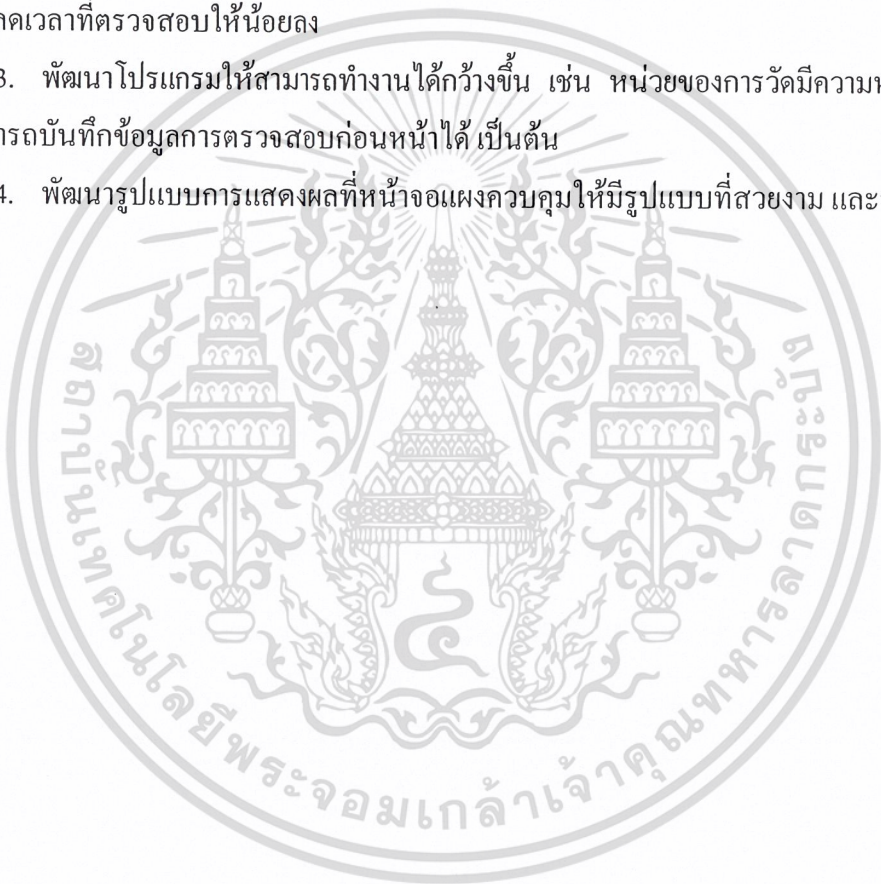 ลดเวลาที่ตรวจสอบให้น้อยลง
3. พัฒนาโปรแกรมให้สามารถทำงานได้กว้างขึ้น เช่น หน่วยของการวัดมีความ
ารถบันทึกข้อมูลการตรวจสอบก่อนหน้าได้ เป็นต้น
4. พัฒนารูปแบบการแสดงผลที่หน้าจอแผงควบคุมให้มีรูปแบบที่สวยงาม และ
สถาบันเทคโนโลยีพระจอมเกล้าเจ้าคุณทหารลาดกระบัง